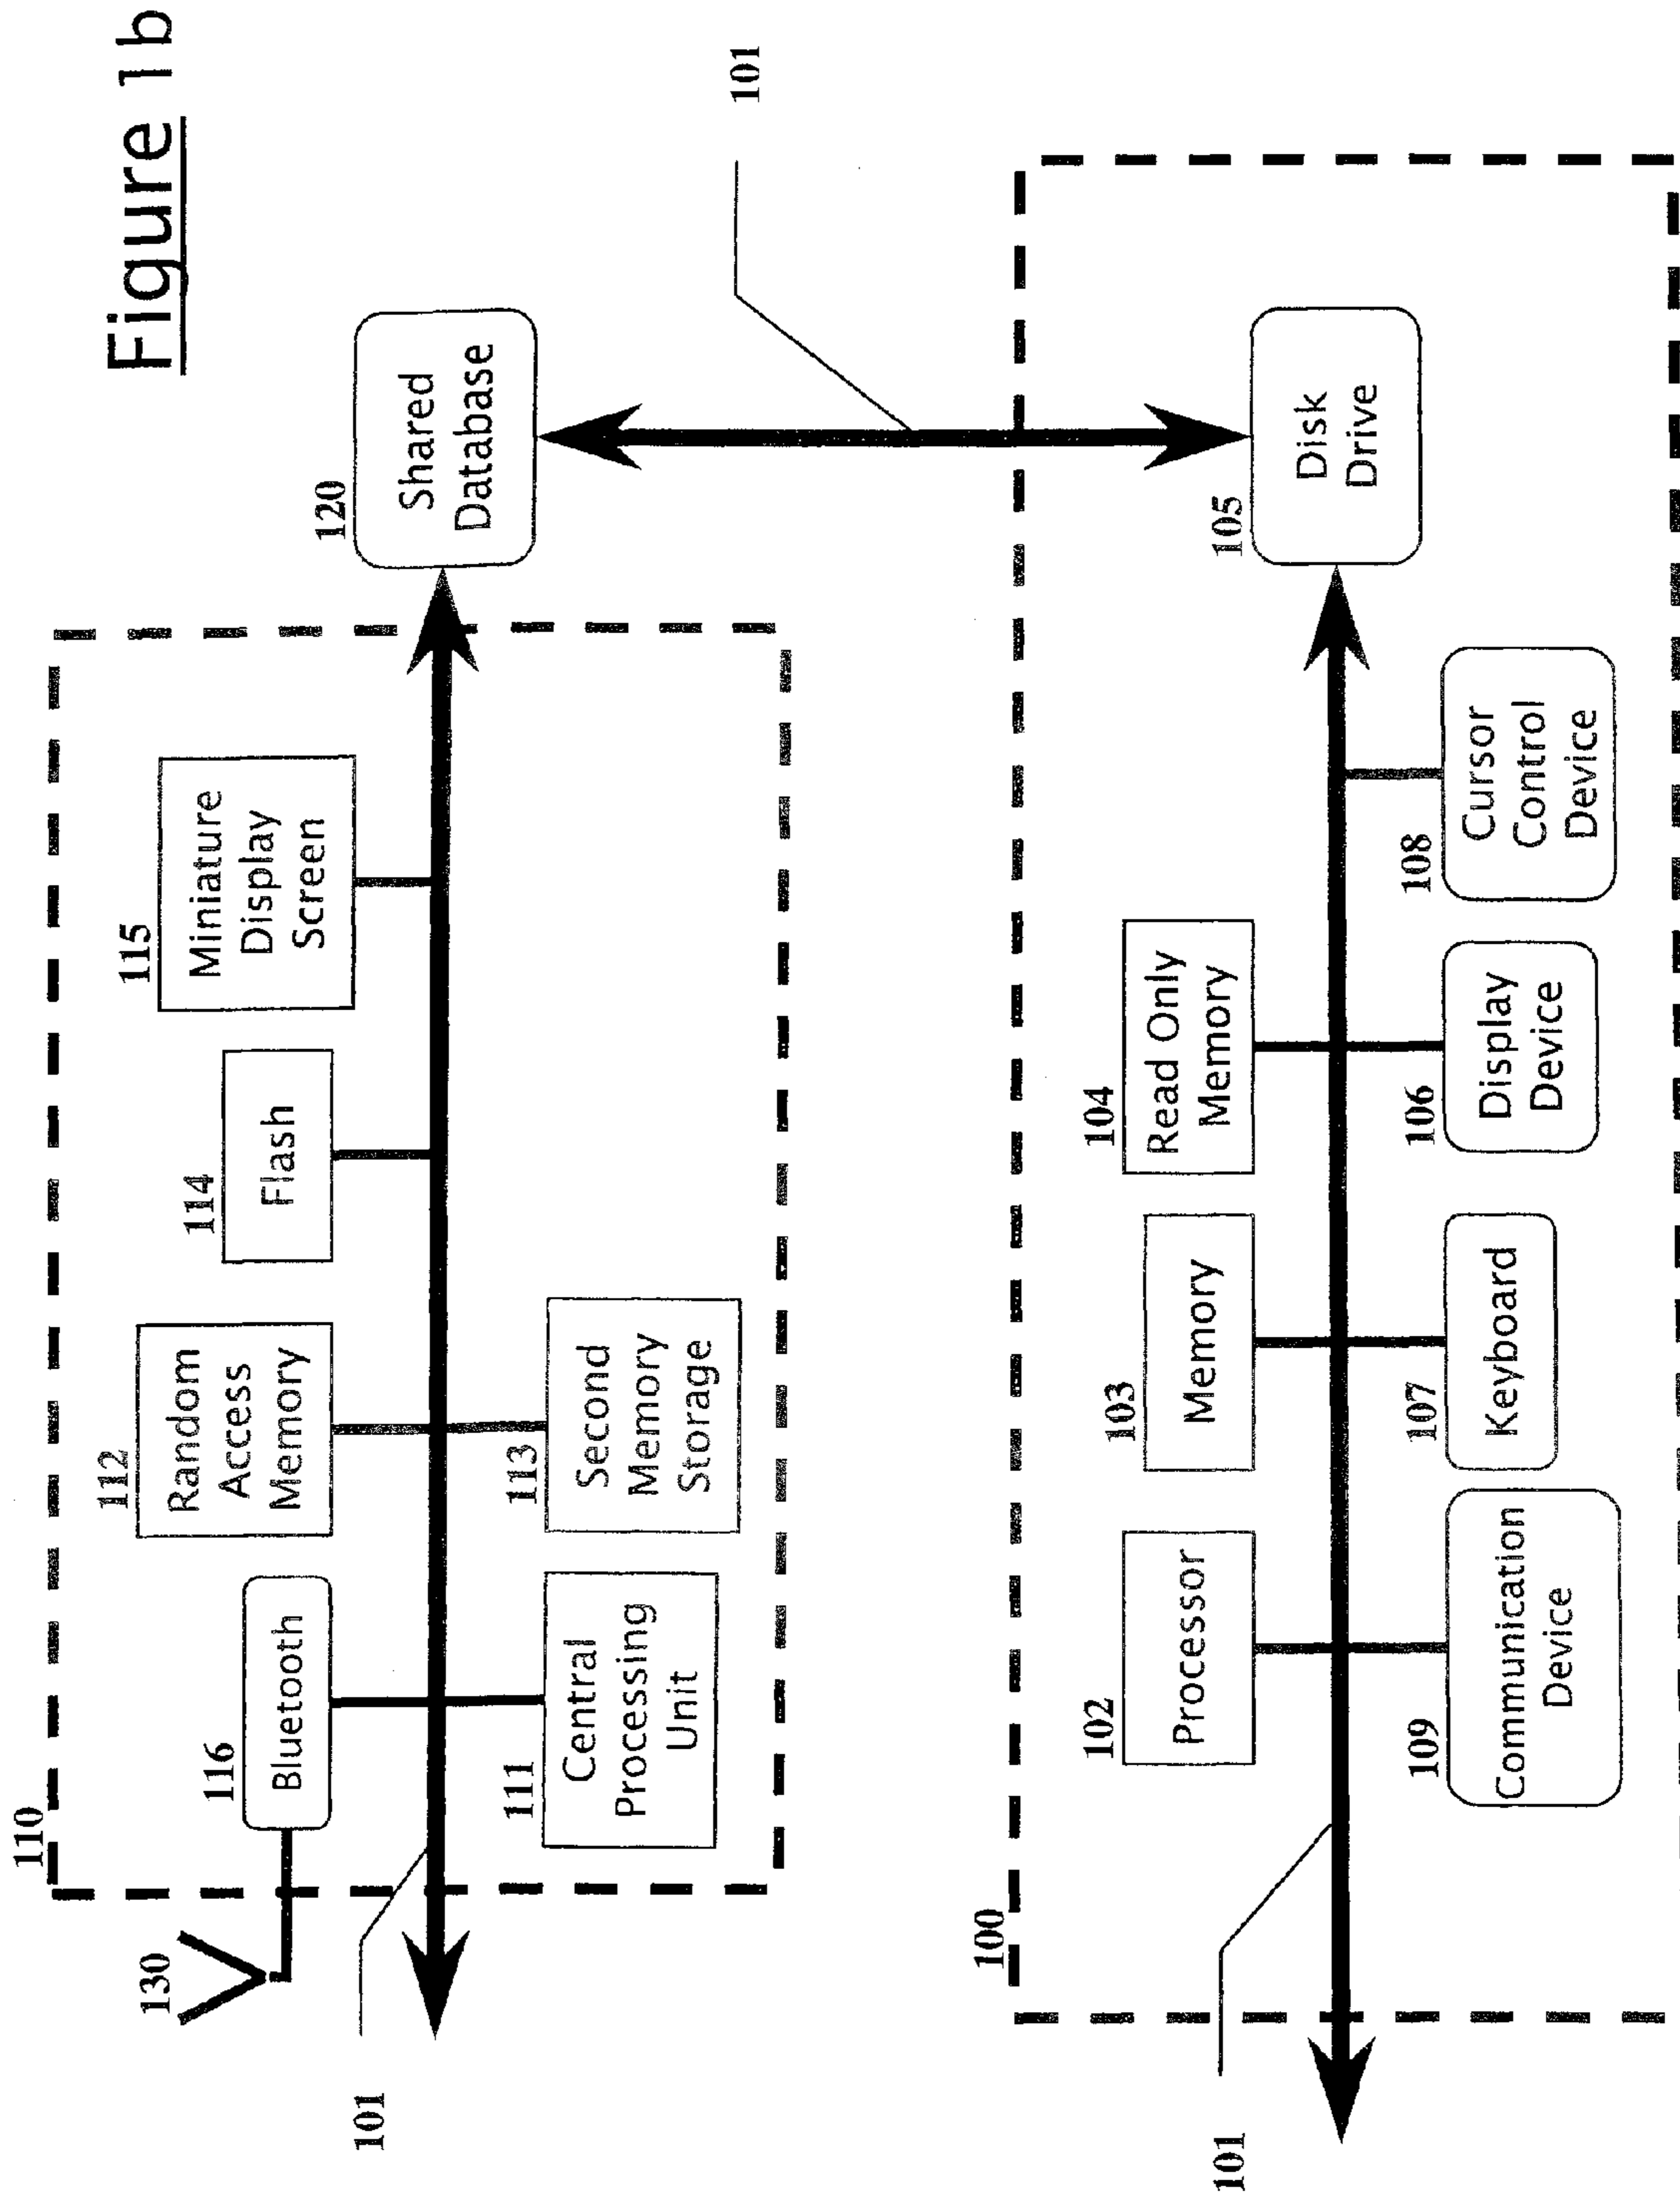 Figure 1b
110
130
116
Bluetooth
112
Random
Access
Memory
114
Flash
115
Miniature
Display
Screen
120
Shared
Database
101
101
111
Central
Processing
Unit
113
Second
Memory
Storage
100
102
Processor
103
Memory
104
Read Only
Memory
105
Disk
Drive
101
109
Communication
Device
107
Keyboard
106
Display
Device
108
Cursor
Control
Device